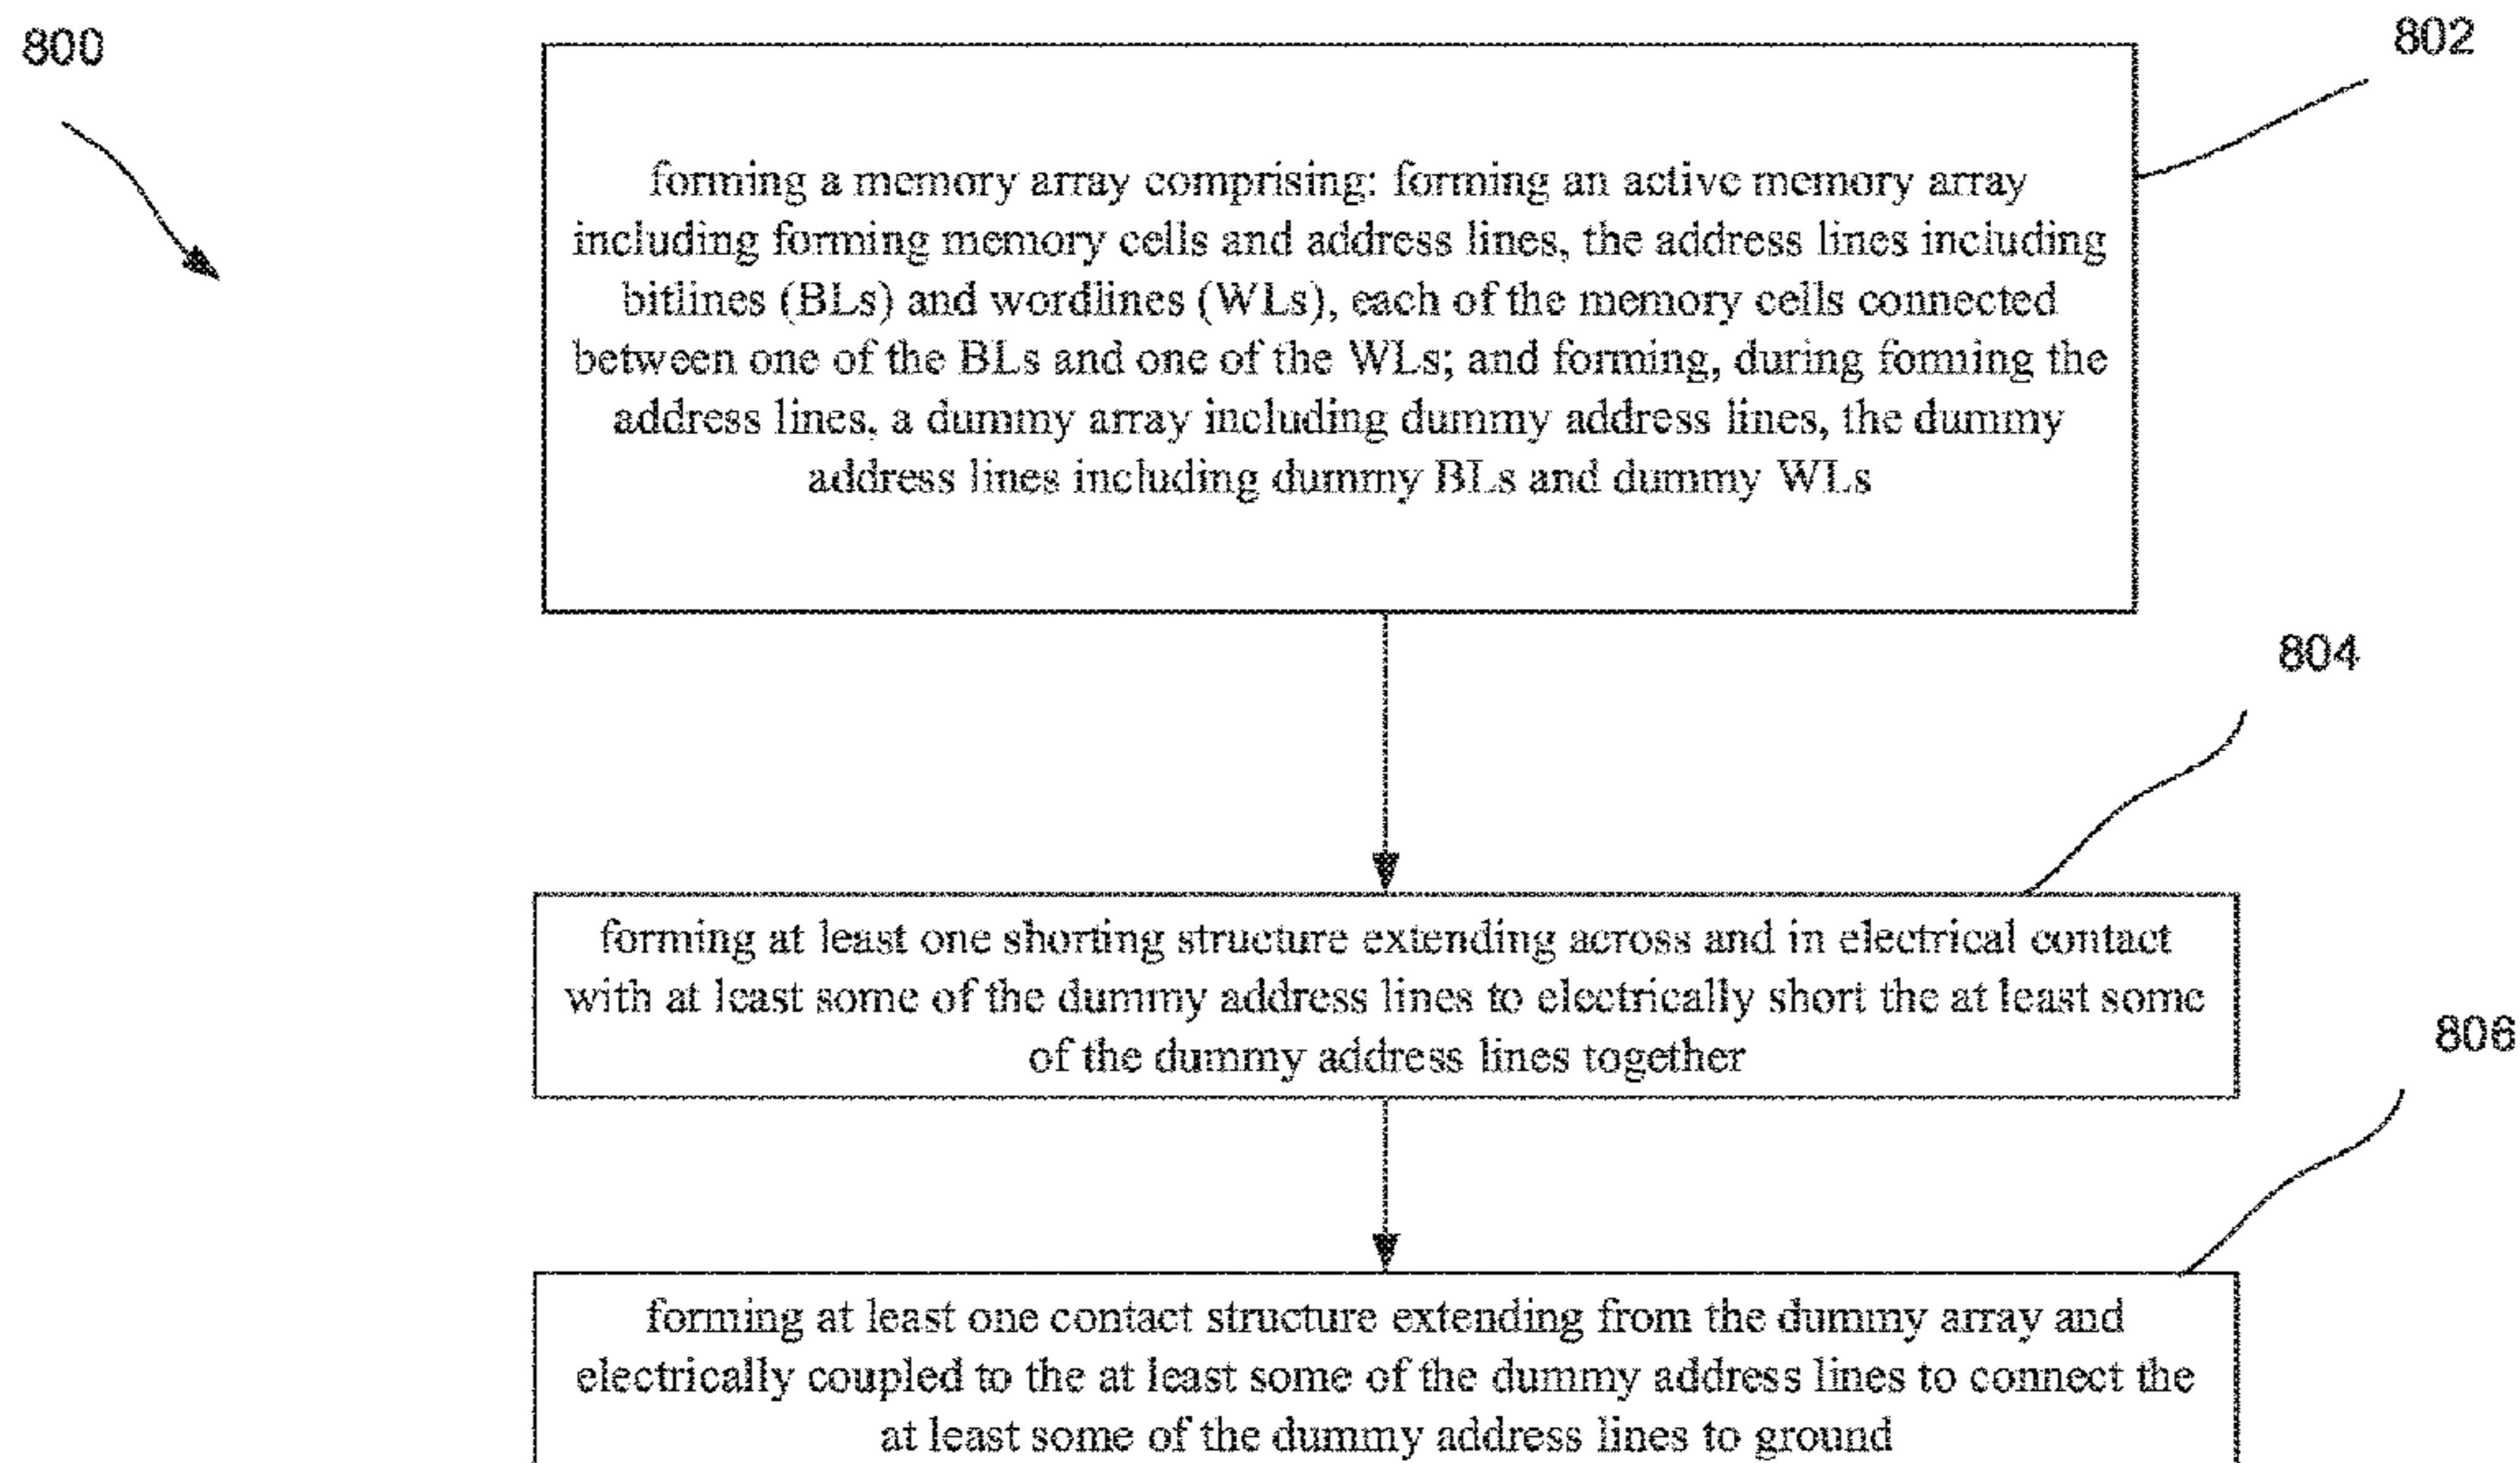 800
802
forming a memory array comprising: forming an active memory array
including forming memory cells and address lines, the address lines including
bitlines (BLs) and wordlines (WLs), each of the memory cells connected
between one of the BLs and one of the WLs; and forming, during forming the
address lines, a dummy array including dummy address lines, the dummy
address lines including dummy BLs and dummy WLs
804
forming at least one shorting structure extending across and in electrical contact
with at least some of the dummy address lines to electrically short the at least some
of the dummy address lines together
806
forming at least one contact structure extending from the dummy array and
electrically coupled to the at least some of the dummy address lines to connect the
at least some of the dummy address lines to ground